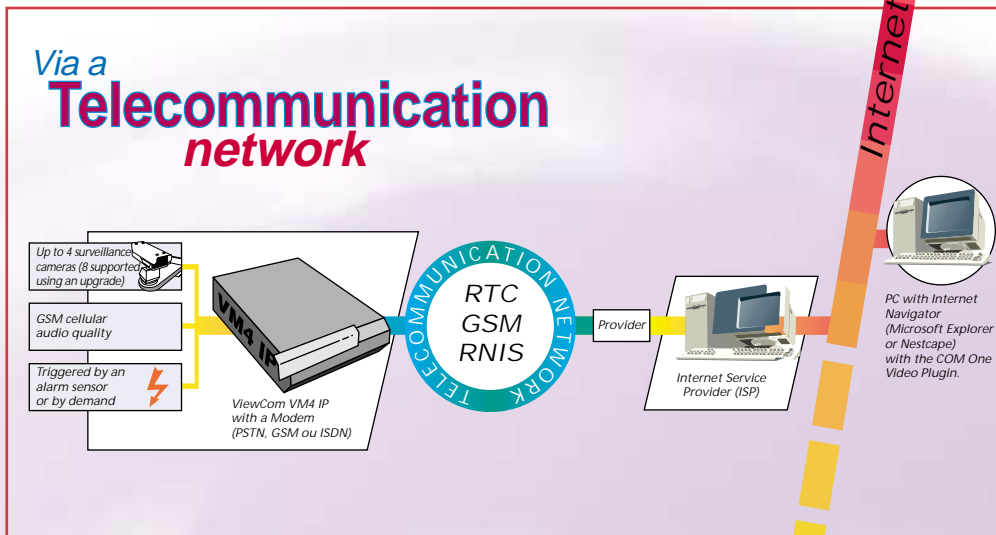 Via a
Telecommunication
network
Internet
Up to 4 surveillance
cameras (8 supported
using an upgrade)
GSM cellular
audio quality
Triggered by an
alarm sensor
or by demand
VM4 IP
ViewCom VM4 IP
with a Modem
(PSTN, GSM ou ISDN)
TELECOMMUNICATION NETWORK
RTC
GSM
RNIS
Provider
Internet Service
Provider (ISP)
PC with Internet
Navigator
(Microsoft Explorer
or Nestcape)
with the COM One
Video Plugin.